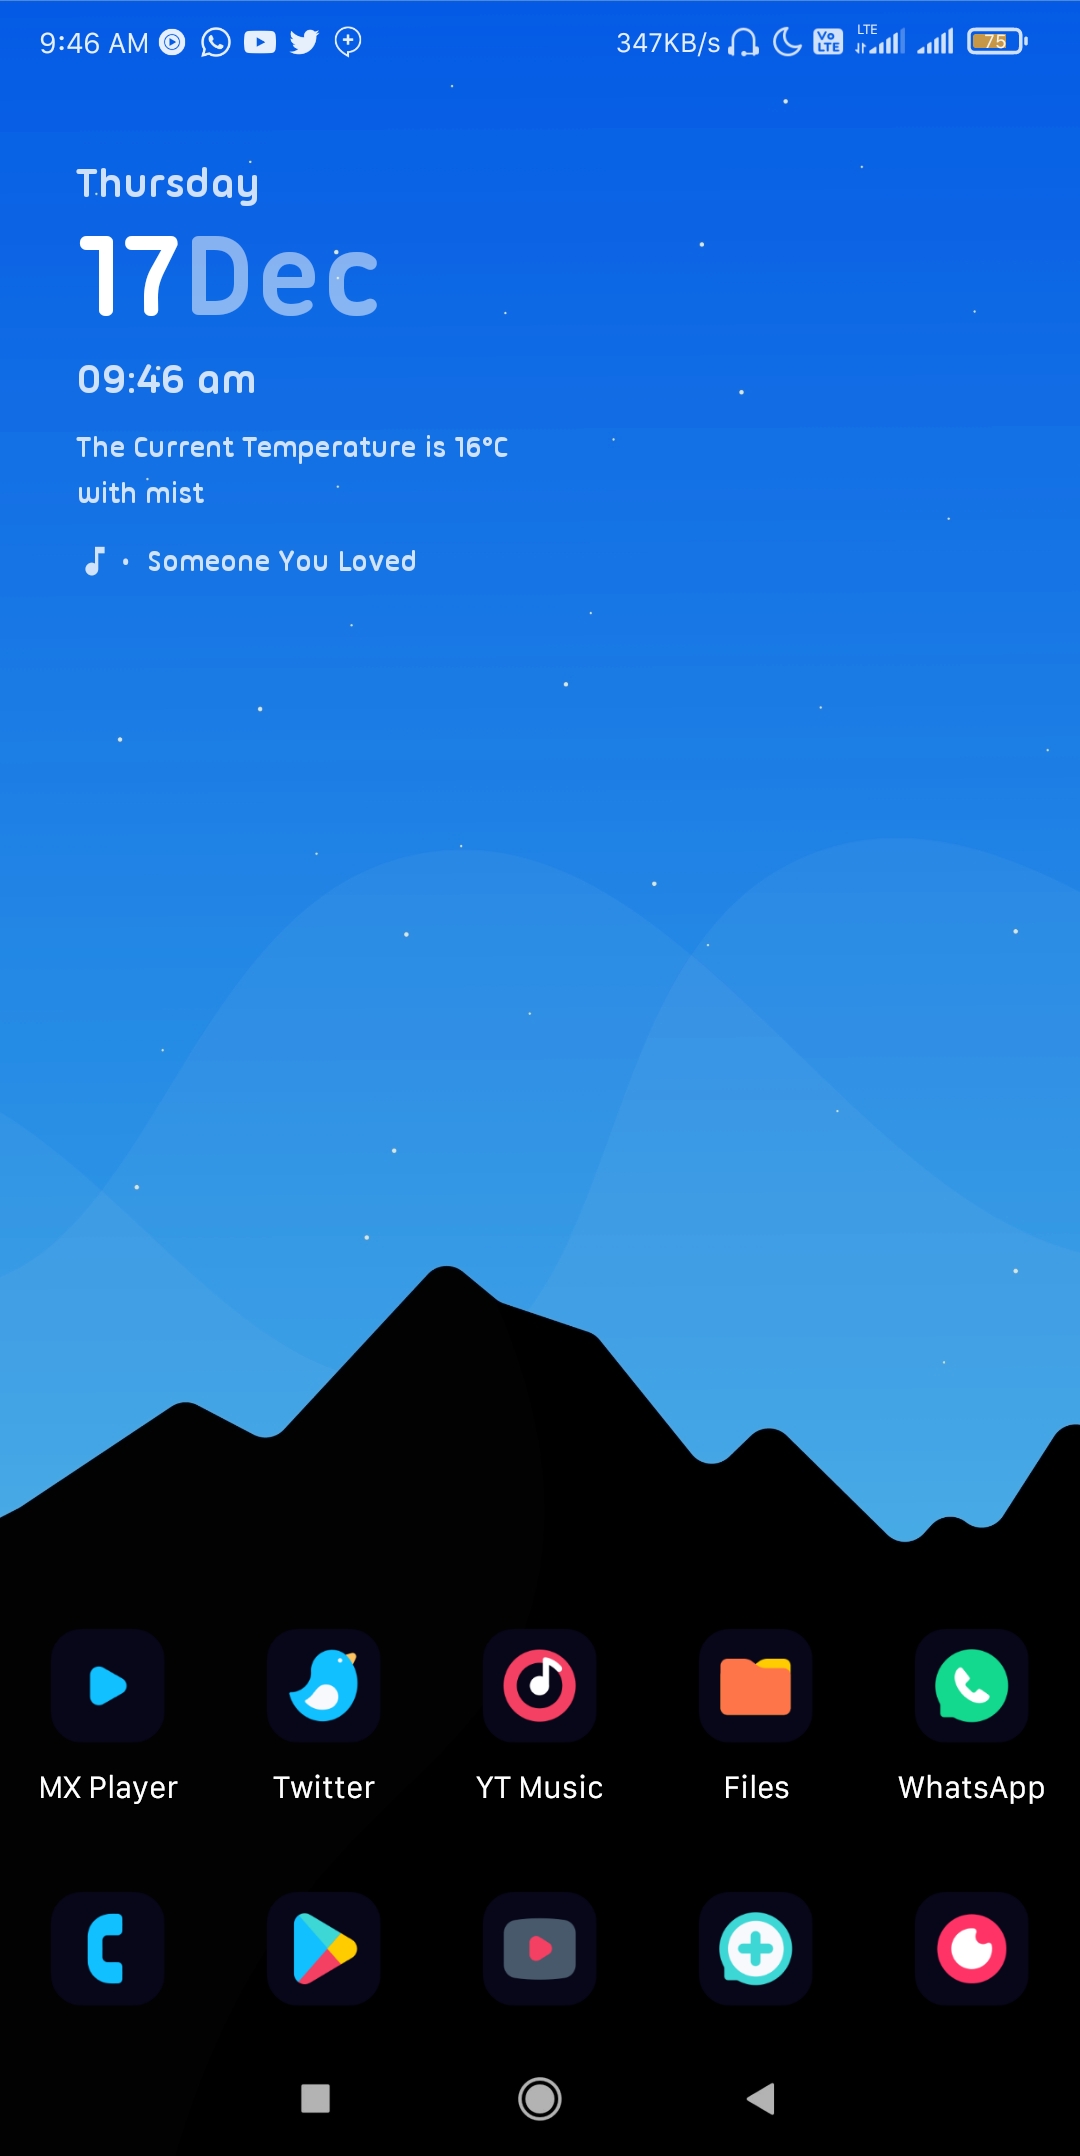 9:46 AM 347KB/s Vo LTE LTE 75
Thursday
17Dec
09:46 am
The Current Temperature is 16°C
with mist
Someone You Loved
MX Player Twitter YT Music Files WhatsApp